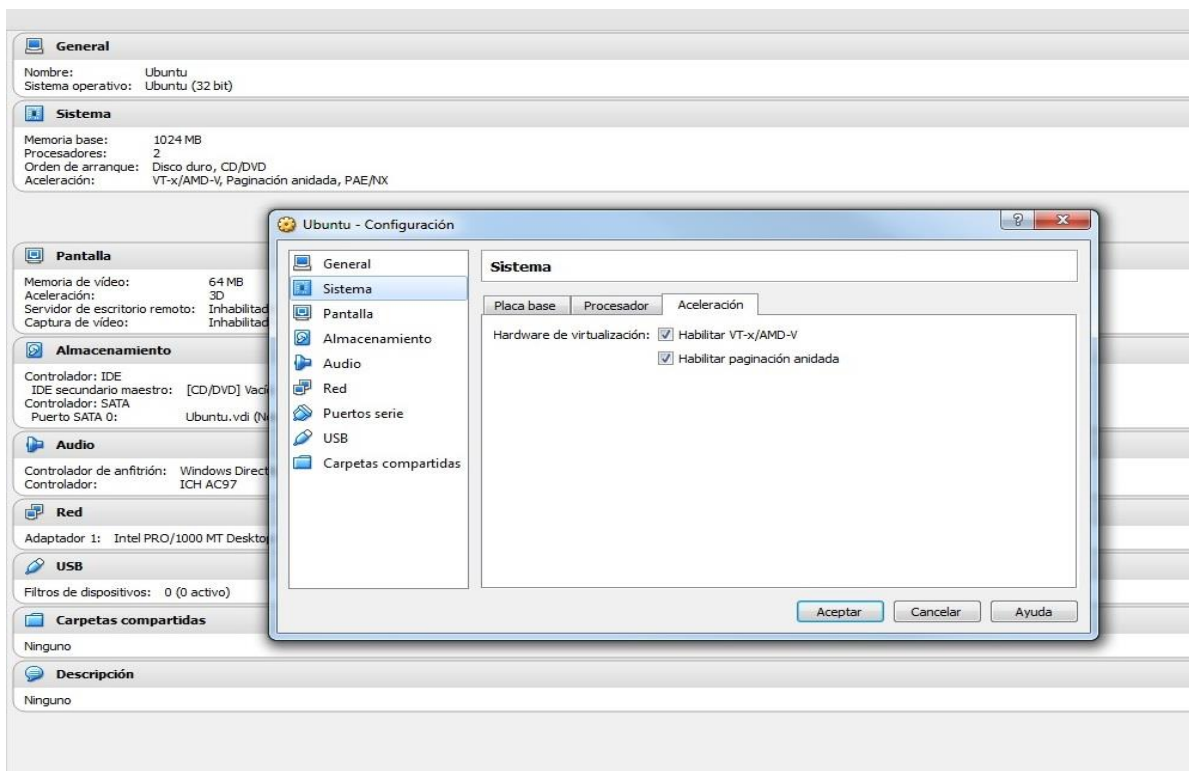 General
Nombre: Ubuntu
Sistema operativo: Ubuntu (32 bit)
Sistema
Memoria base: 1024 MB
Procesadores: 2
Orden de arranque: Disco duro, CD/DVD
Aceleración: VT-x/AMD-V, Paginación anidada, PAE/NX
Pantalla
Memoria de vídeo: 64 MB
Aceleración: 3D
Servidor de escritorio remoto: Inhabilitad
Captura de vídeo: Inhabilitad
Almacenamiento
Controlador: IDE
IDE secundario maestro: [CD/DVD] Vací
Controlador: SATA
Puerto SATA 0: Ubuntu.vdi (N
Audio
Controlador de anfitrión: Windows Direct
Controlador: ICH AC97
Red
Adaptador 1: Intel PRO/1000 MT Deskto
USB
Filtros de dispositivos: 0 (0 activo)
Carpetas compartidas
Ninguno
Descripción
Ninguno
Ubuntu - Configuración
General
Sistema
Pantalla
Almacenamiento
Audio
Red
Puertos serie
USB
Carpetas compartidas
Sistema
Placa base Procesador Aceleración
Hardware de virtualización: Habilitar VT-x/AMD-V
Habilitar paginación anidada
Aceptar Cancelar Ayuda